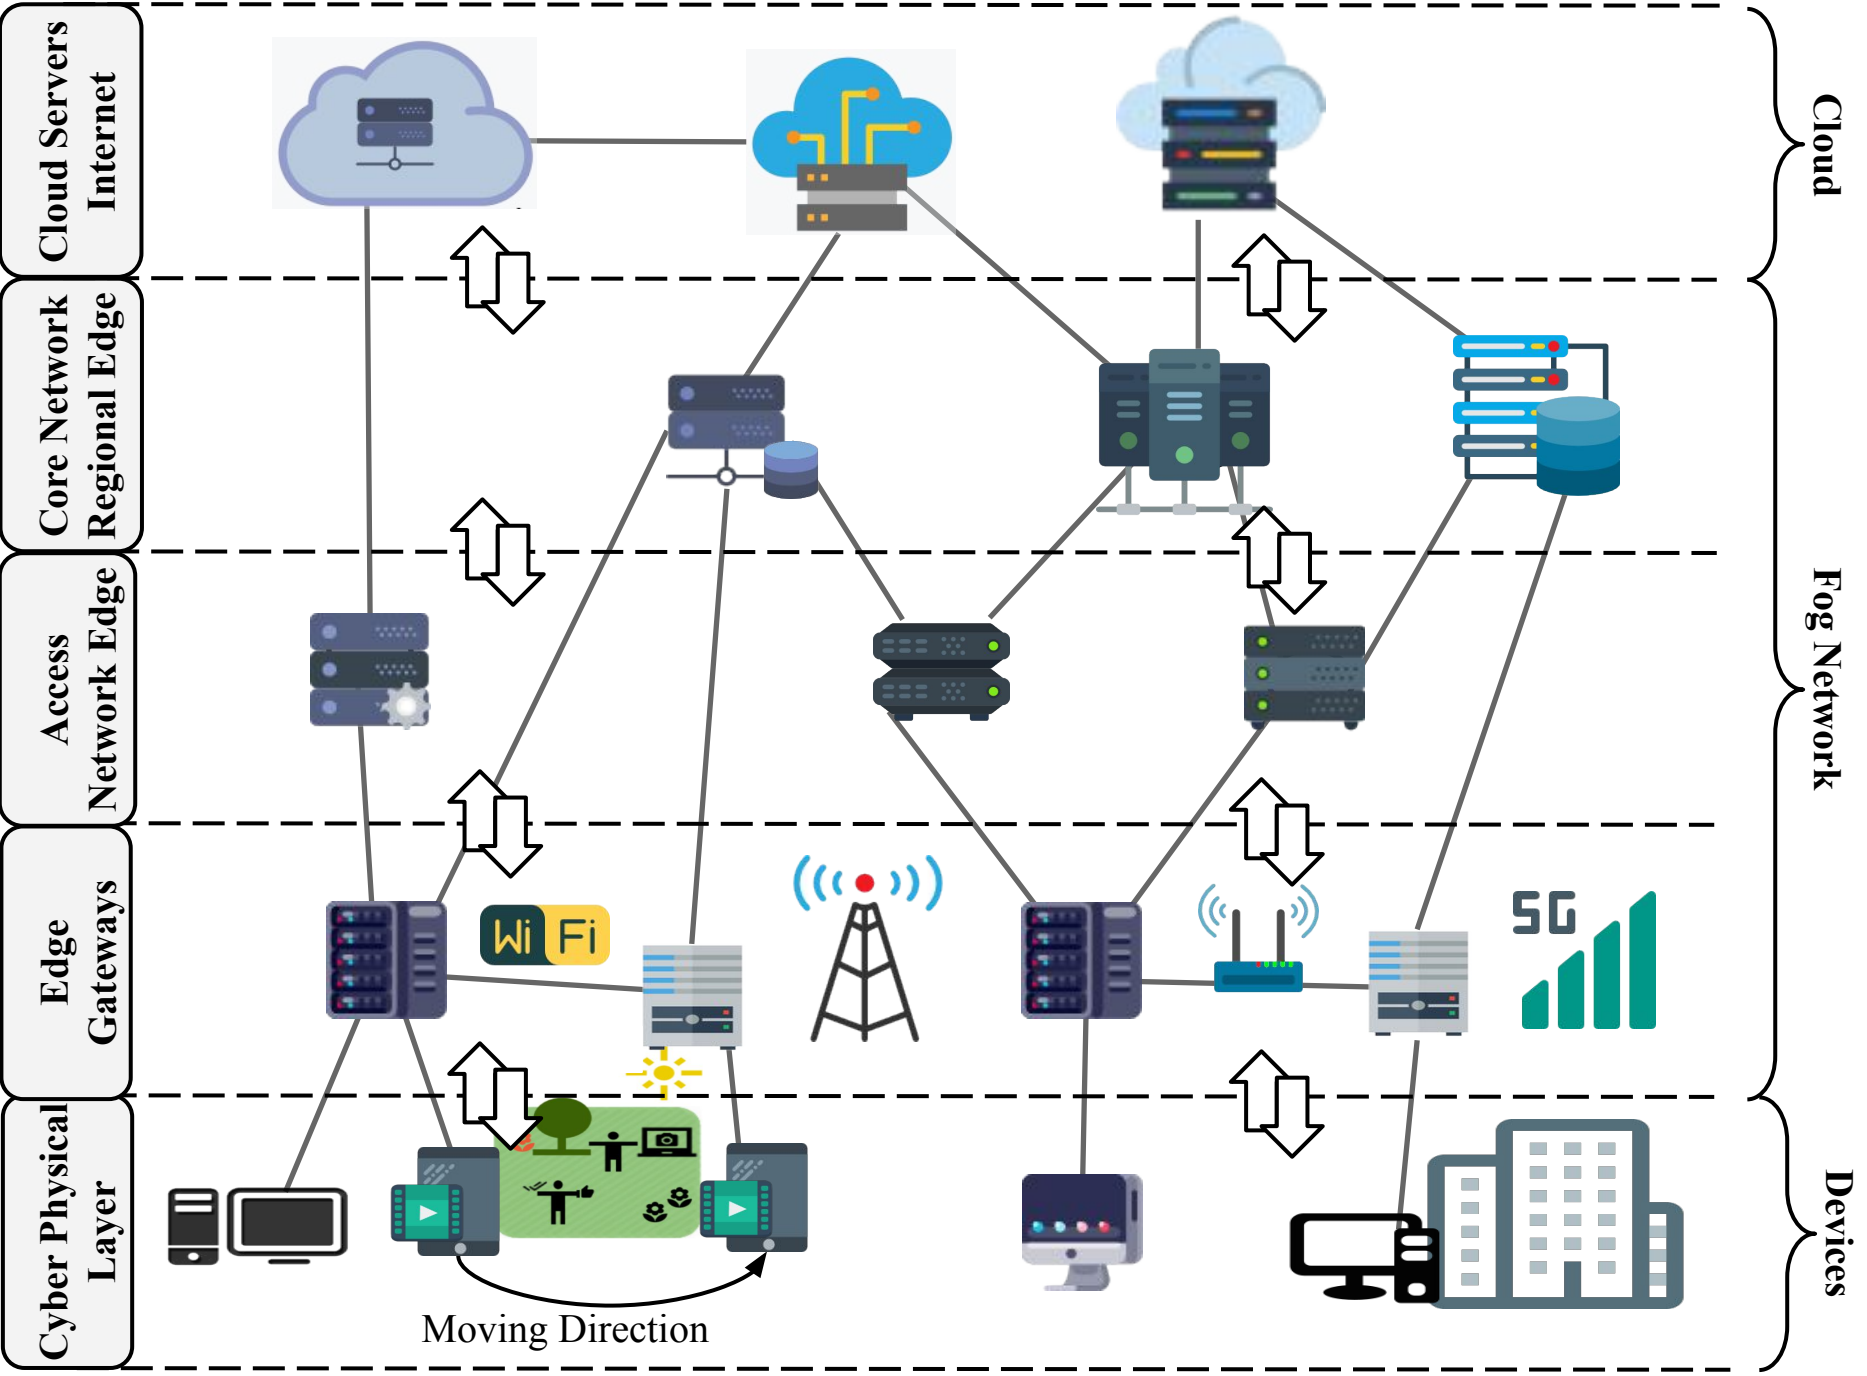 Cloud Servers
Internet
Cloud
Core Network
Regional Edge
Fog Network
Access
Network Edge
Edge
Gateways
Wi Fi
5G
Cyber Physical
Layer
Devices
Moving Direction